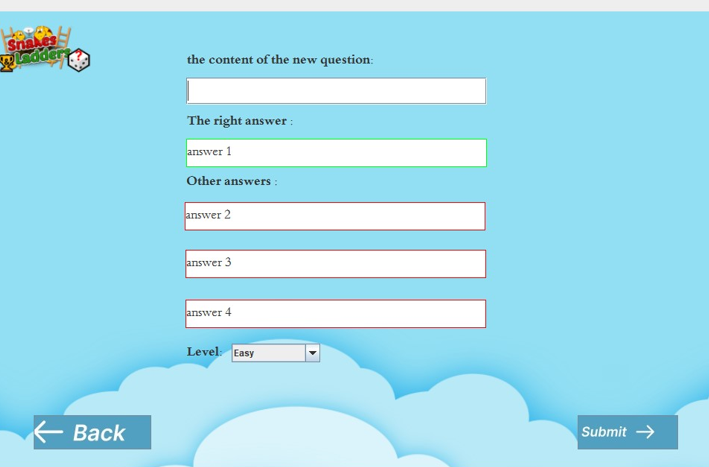 Snakes
Ladders
?
the content of the new question:
The right answer :
answer 1
Other answers :
answer 2
answer 3
answer 4
Level:
Easy
Back
Submit